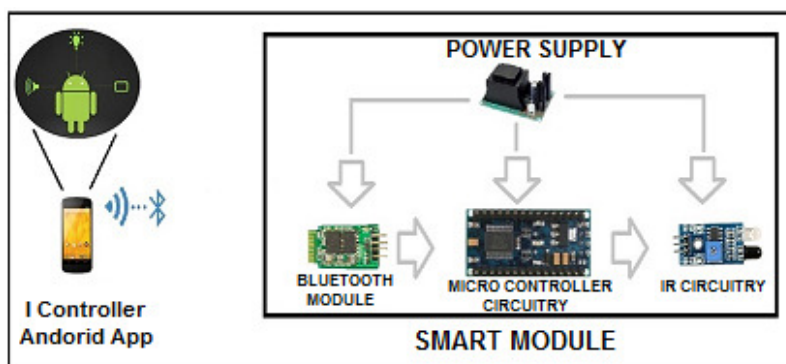 POWER SUPPLY
BLUETOOTH
MODULE
MICRO CONTROLLER
CIRCUITRY
IR CIRCUITRY
I Controller
Andorid App
SMART MODULE